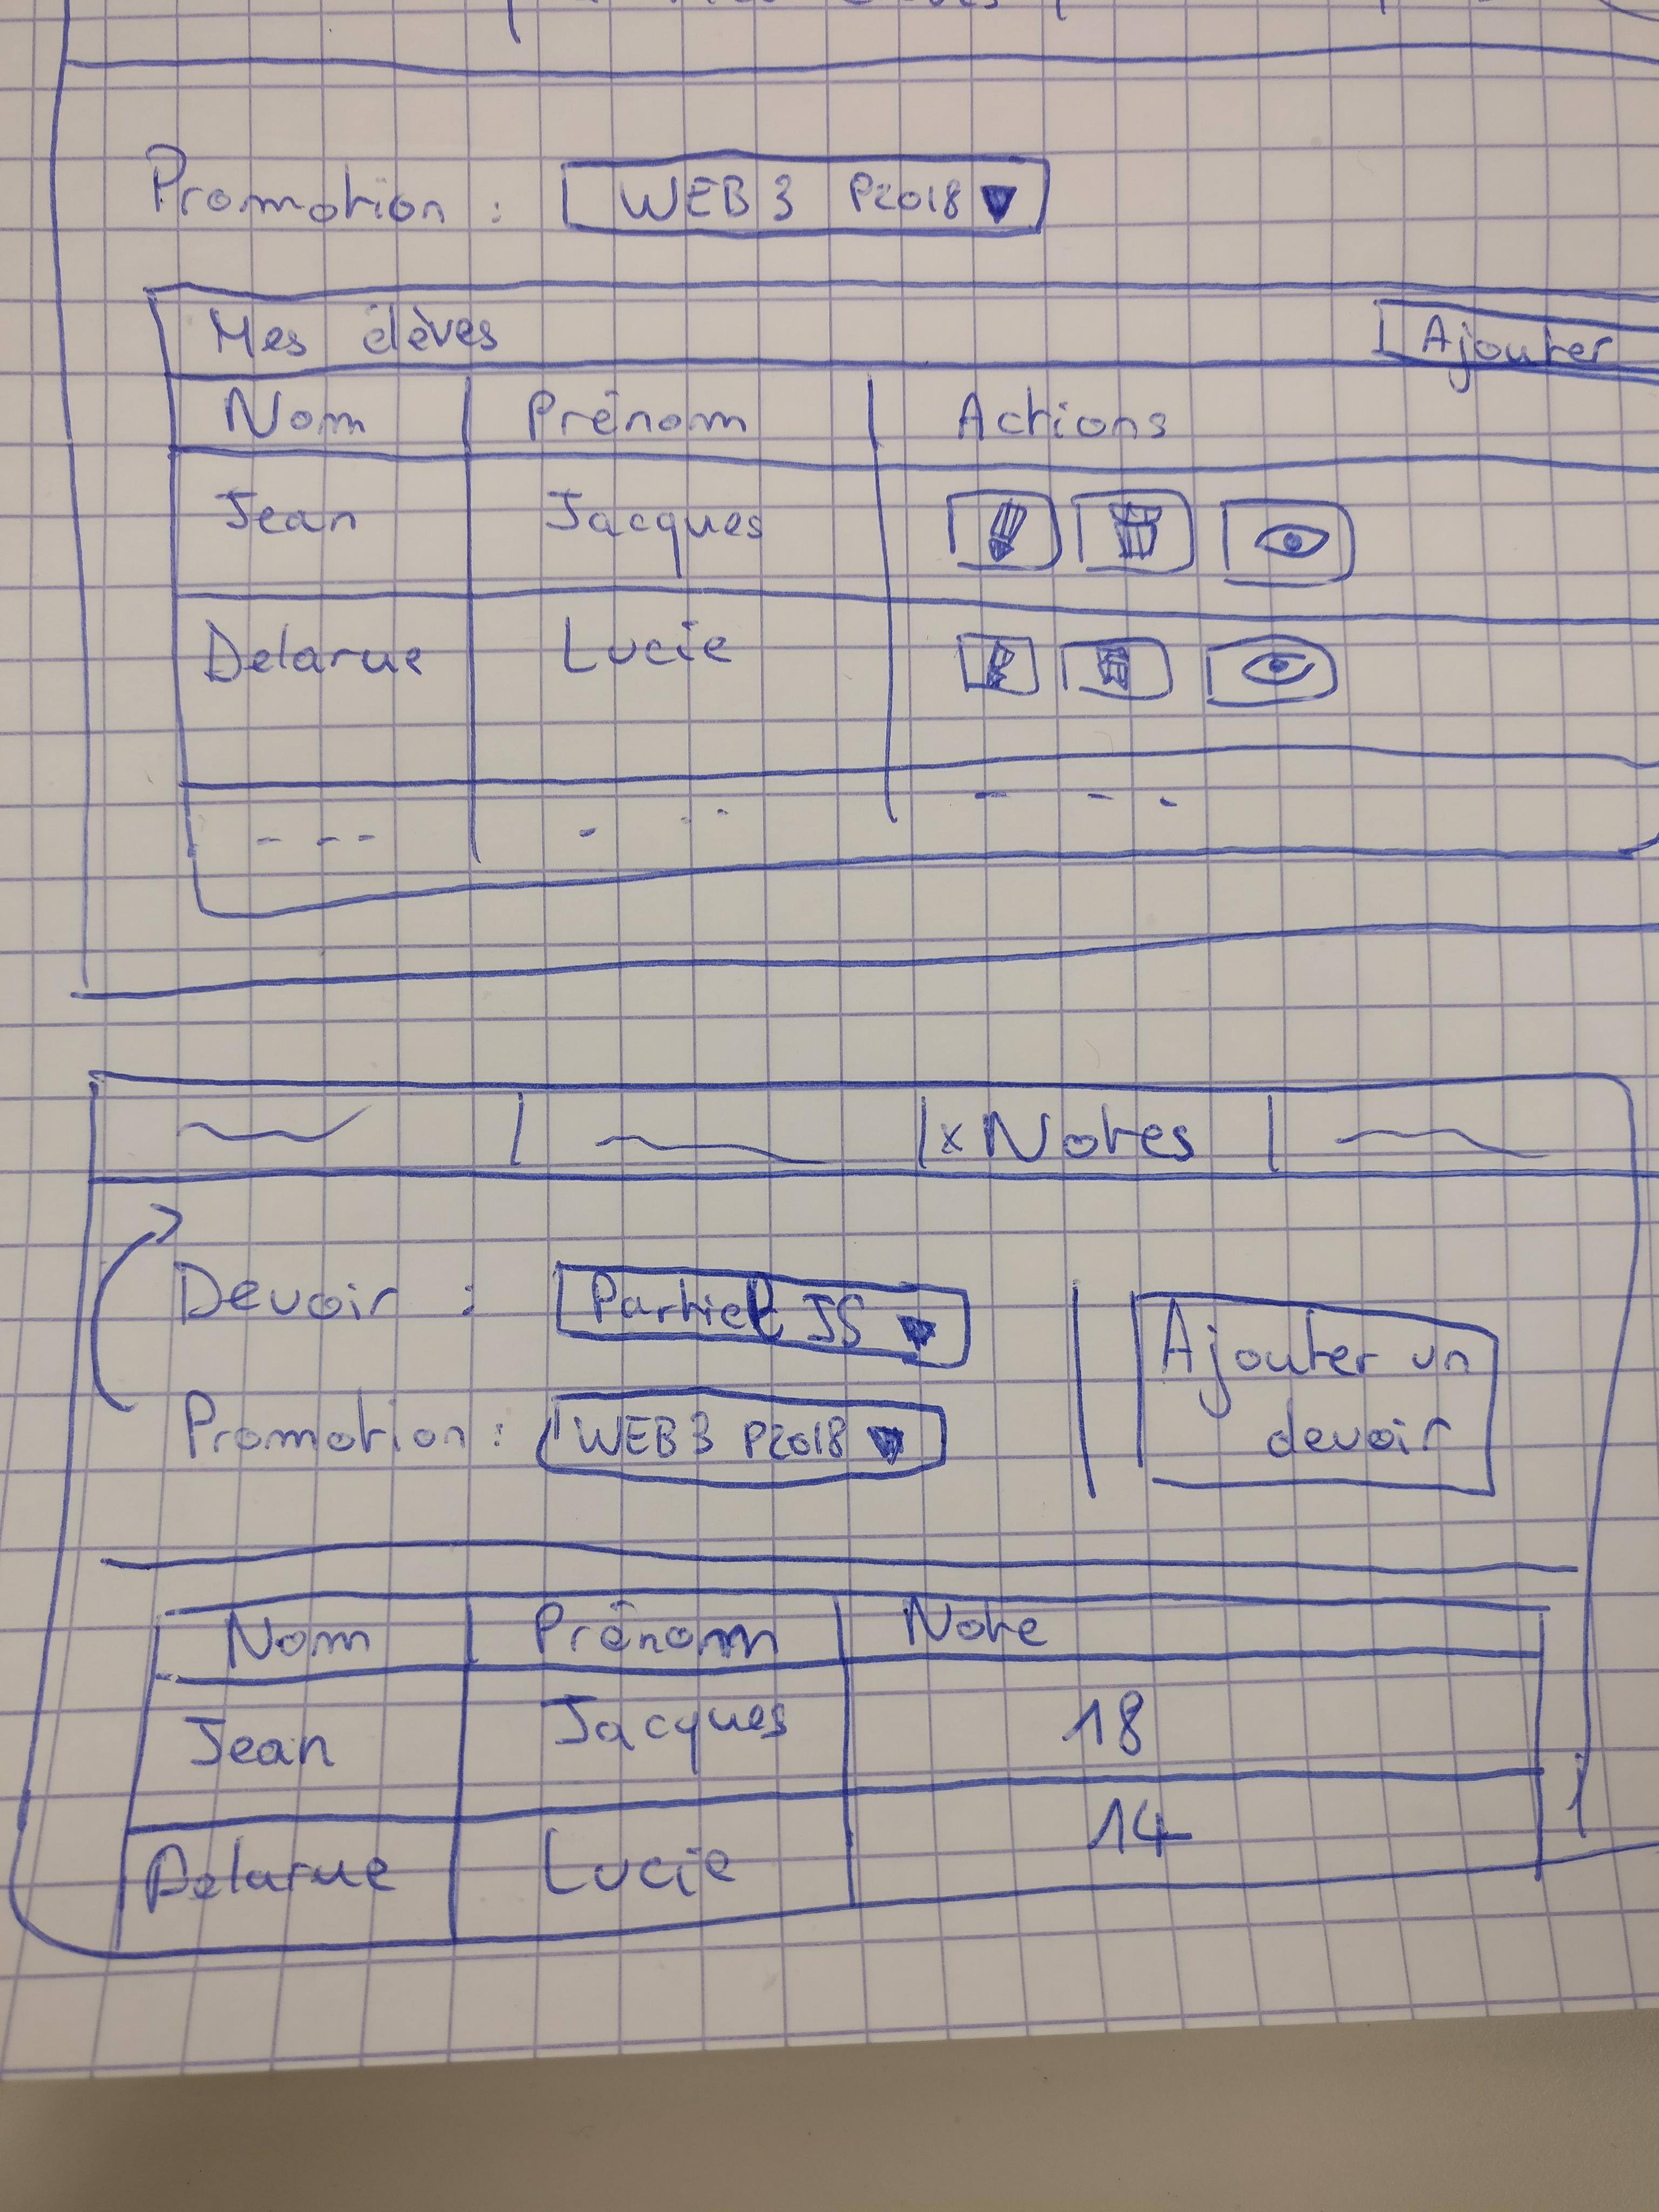 Promotion : WEB 3 P2018
Mes élèves Ajouter
Nom Prénom Actions
Jean Jacques
Delarue Lucie
--- - - - - - -
x Notes
Devoir : Partiel JS
Ajouter un
devoir
Promotion : WEB 3 P2018
Nom Prénom Note
Jean Jacques 18
Delarue Lucie 14